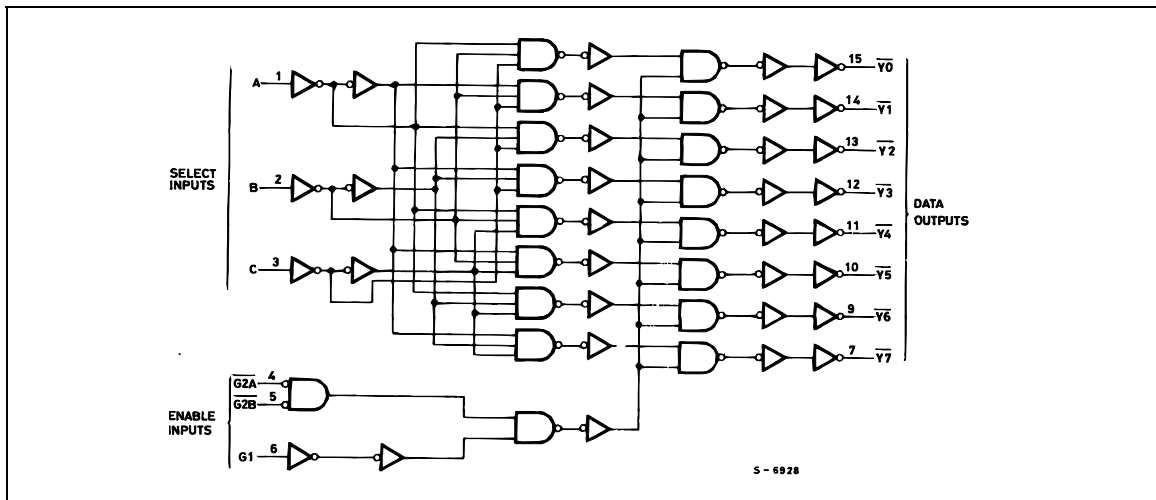 SELECT
INPUTS
A 1
B 2
C 3
ENABLE
INPUTS
G2A 4
G2B 5
G1 6
15 Y0
14 Y1
13 Y2
12 Y3
11 Y4
10 Y5
9 Y6
7 Y7
DATA
OUTPUTS
S - 6928